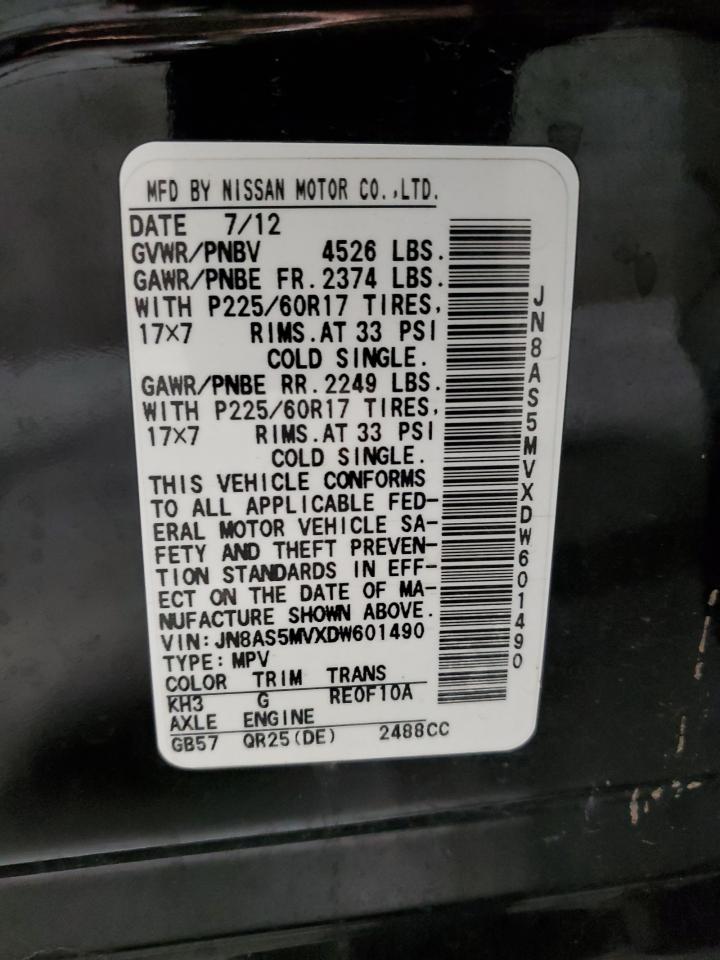 MFD BY NISSAN MOTOR CO.,LTD.
DATE 7/12
GVWR/PNBV 4526 LBS.
GAWR/PNBE FR.2374 LBS.
WITH P225/60R17 TIRES,
17×7 RIMS.AT 33 PSI
COLD SINGLE.
GAWR/PNBE RR.2249 LBS.
WITH P225/60R17 TIRES,
17×7 RIMS.AT 33 PSI
COLD SINGLE.
THIS VEHICLE CONFORMS
TO ALL APPLICABLE FED-
ERAL MOTOR VEHICLE SA-
FETY AND THEFT PREVEN-
TION STANDARDS IN EFF-
ECT ON THE DATE OF MA-
NUFACTURE SHOWN ABOVE.
VIN:JN8AS5MVXDW601490
TYPE:MPV
COLOR TRIM TRANS
KH3 G RE0F10A
AXLE ENGINE
GB57 QR25(DE) 2488CC
JN8AS5MVXDW601490